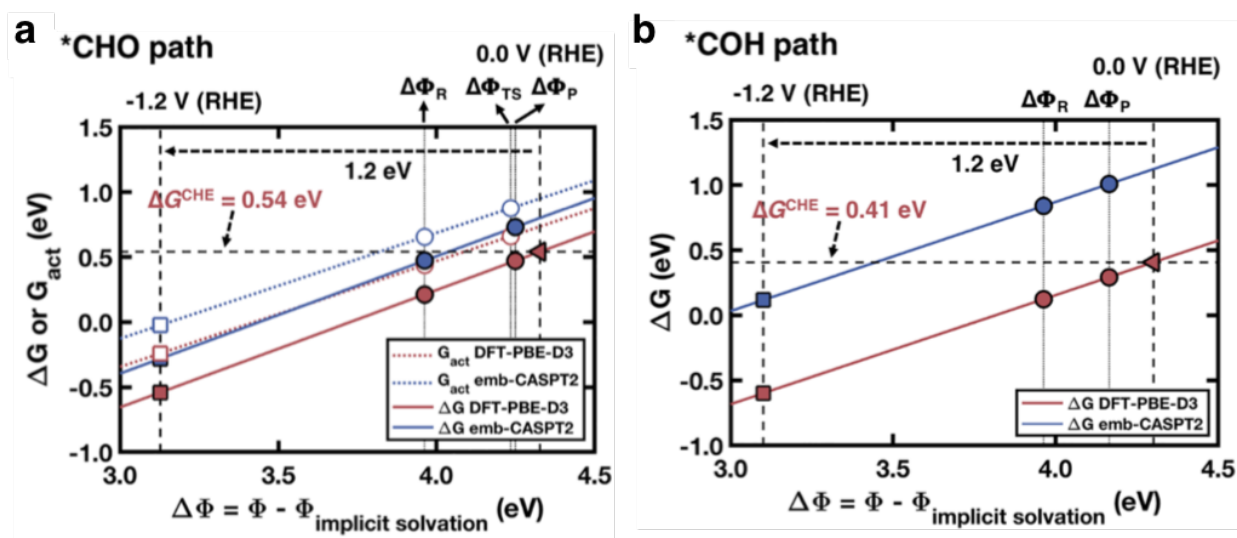 a
*CHO path
0.0 V (RHE)
-1.2 V (RHE)
ΔΦR ΔΦTS ΔΦP
1.5
1.0
0.5
0.0
-0.5
-1.0
ΔG or Gact (eV)
1.2 eV
ΔG^CHE = 0.54 eV
Gact DFT-PBE-D3
Gact emb-CASPT2
ΔG DFT-PBE-D3
ΔG emb-CASPT2
3.0 3.5 4.0 4.5
ΔΦ = Φ - Φimplicit solvation (eV)
b
*COH path
0.0 V (RHE)
-1.2 V (RHE)
ΔΦR ΔΦP
1.5
1.0
0.5
0.0
-0.5
-1.0
ΔG (eV)
1.2 eV
ΔG^CHE = 0.41 eV
ΔG DFT-PBE-D3
ΔG emb-CASPT2
3.0 3.5 4.0 4.5
ΔΦ = Φ - Φimplicit solvation (eV)